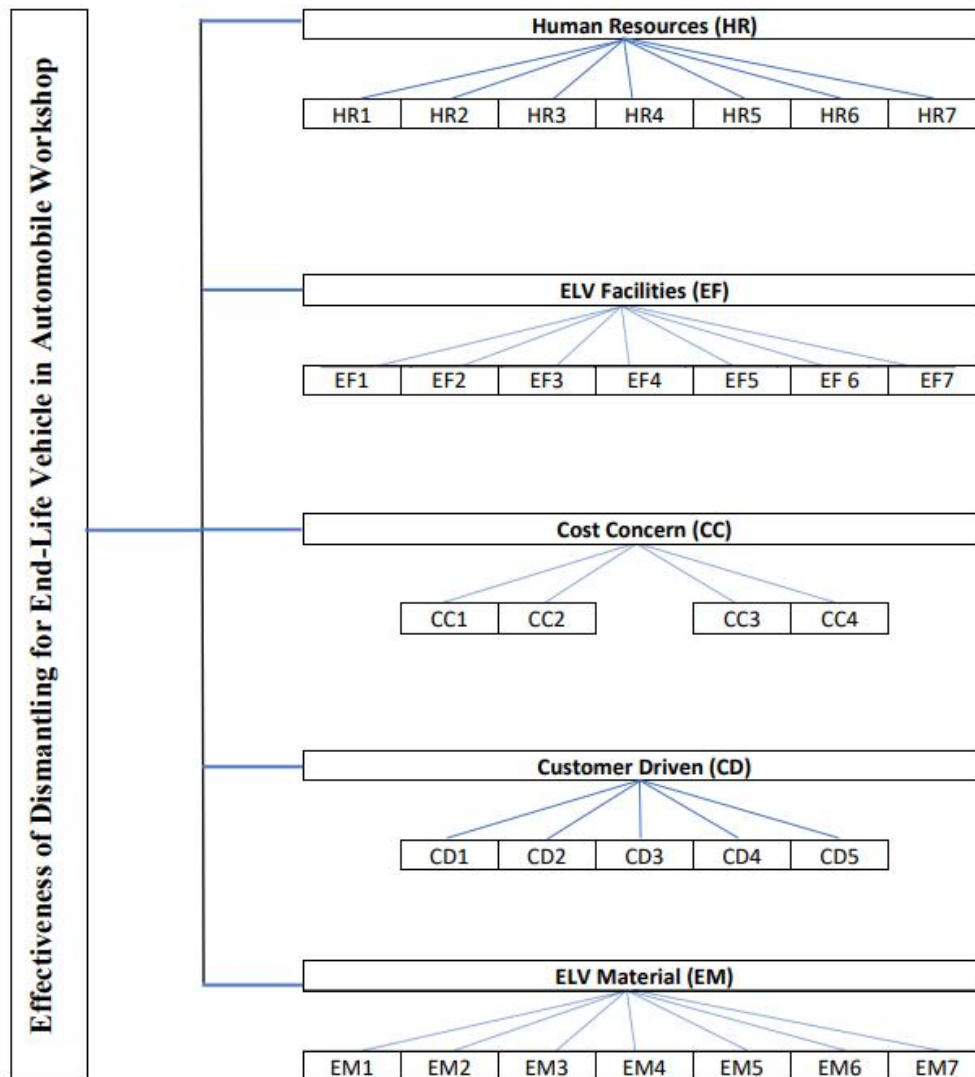 Effectiveness of Dismantling for End-Life Vehicle in Automobile Workshop
Human Resources (HR)
HR1 HR2 HR3 HR4 HR5 HR6 HR7
ELV Facilities (EF)
EF1 EF2 EF3 EF4 EF5 EF 6 EF7
Cost Concern (CC)
CC1 CC2 CC3 CC4
Customer Driven (CD)
CD1 CD2 CD3 CD4 CD5
ELV Material (EM)
EM1 EM2 EM3 EM4 EM5 EM6 EM7